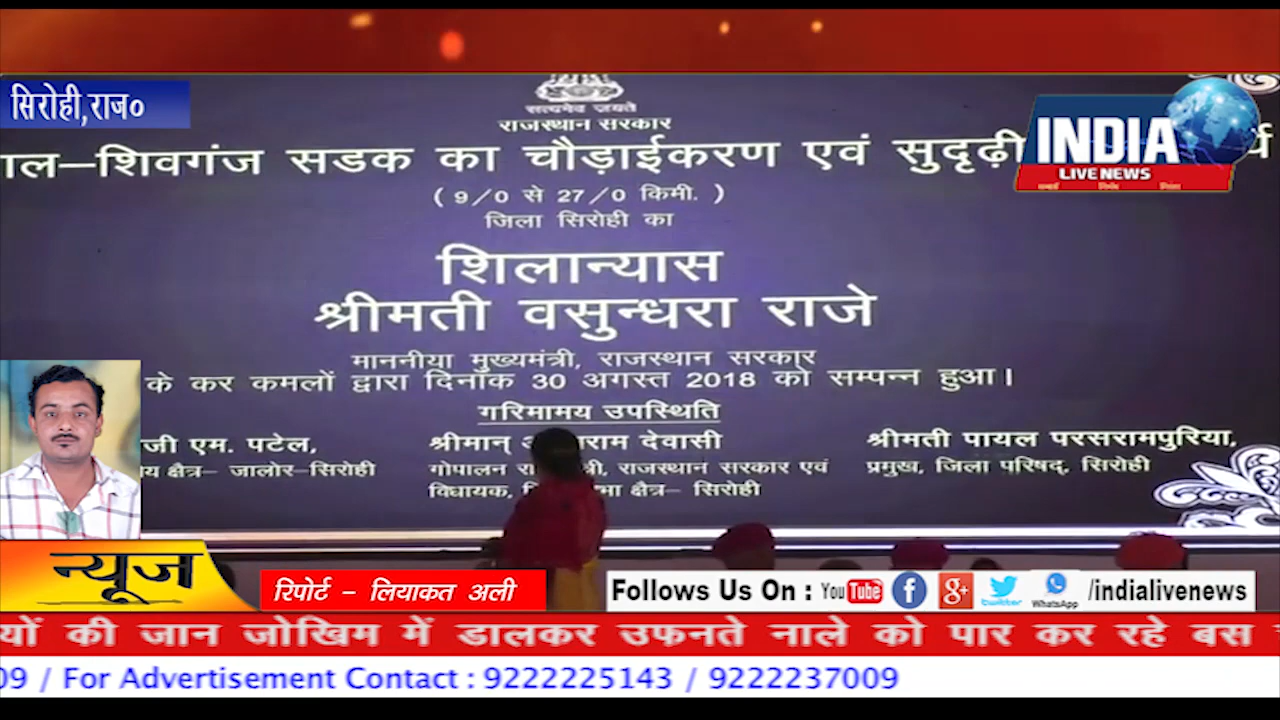 सिरोही,राज०
सत्यमेव जयते
राजस्थान सरकार
ाल–शिवगंज सडक का चौड़ाईकरण एवं सुदृढ़ी
( 9/0 से 27/0 किमी. )
जिला सिरोही का
शिलान्यास
श्रीमती वसुन्धरा राजे
माननीया मुख्यमंत्री, राजस्थान सरकार
के कर कमलों द्वारा दिनांक 30 अगस्त 2018 को सम्पन्न हुआ।
गरिमामय उपस्थिति
जी एम. पटेल,
य क्षैत्र– जालोर–सिरोही
श्रीमान् राम देवासी
गोपालन रा त्री, राजस्थान सरकार एवं
विधायक, भा क्षैत्र– सिरोही
श्रीमती पायल परसरामपुरिया,
प्रमुख, जिला परिषद्, सिरोही
INDIA
LIVE NEWS
न्यूज
रिपोर्ट - लियाकत अली
Follows Us On : YouTube f g+ twitter WhatsApp /indialivenews
यों की जान जोखिम में डालकर उफनते नाले को पार कर रहे बस
09 / For Advertisement Contact : 9222225143 / 9222237009